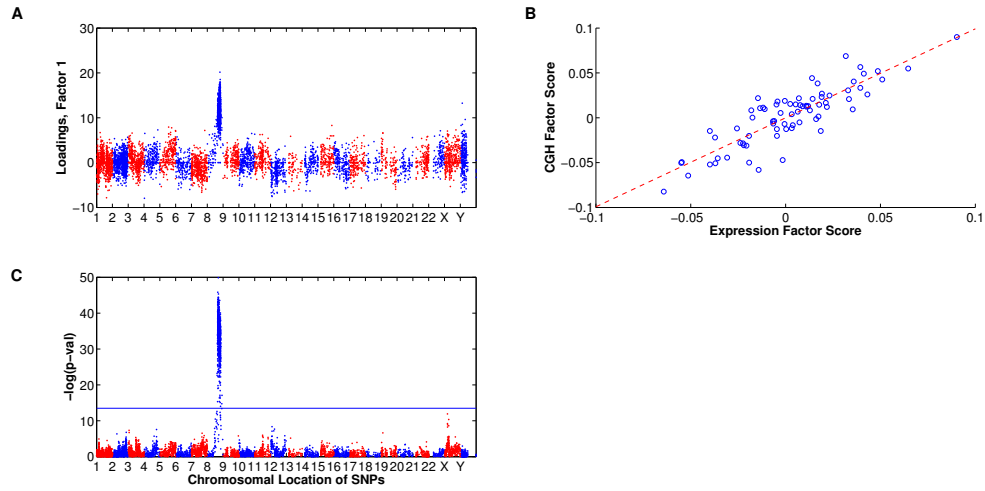 A
30
20
10
0
−10
Loadings, Factor 1
1 2 3 4 5 6 7 8 9 10 11 12 13 14 15 16 17 18 19 20 21 22 X Y
B
0.1
0.05
0
−0.05
−0.1
CGH Factor Score
−0.1 −0.05 0 0.05 0.1
Expression Factor Score
C
50
40
30
20
10
0
−log(p−val)
1 2 3 4 5 6 7 8 9 10 11 12 13 14 15 16 17 18 19 20 21 22 X Y
Chromosomal Location of SNPs